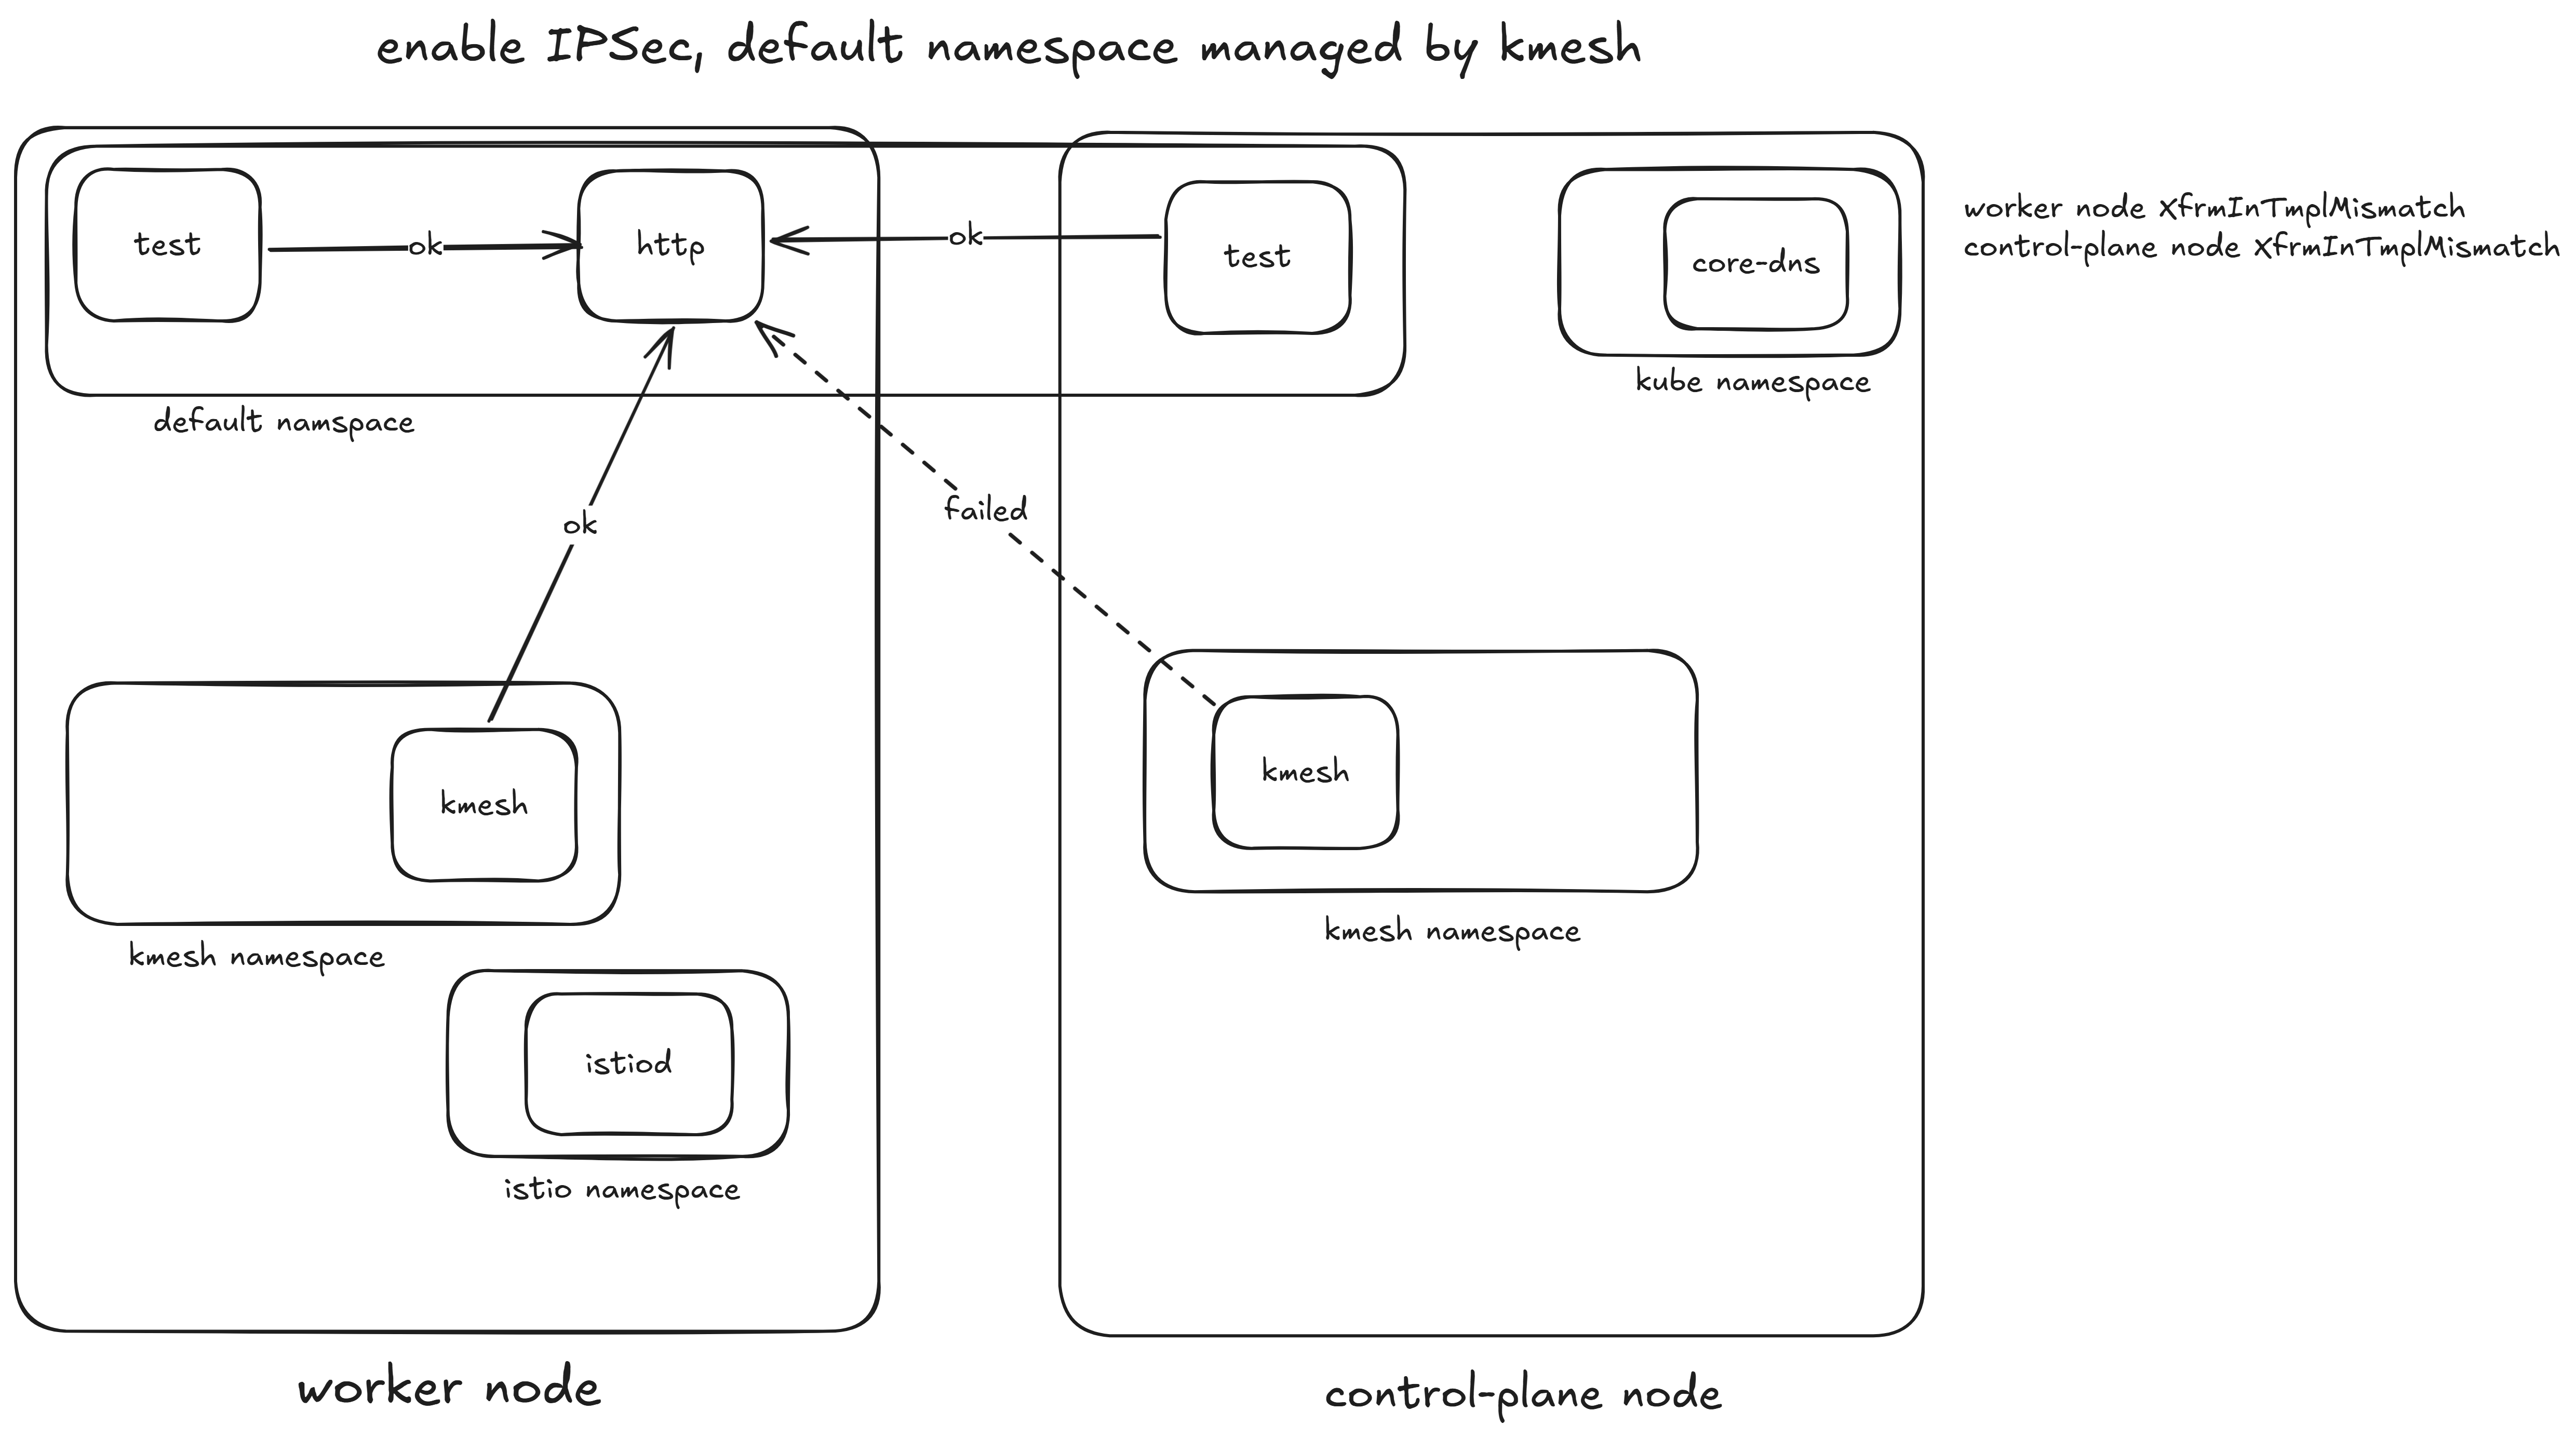 enable IPSec, default namespace managed by kmesh
test
ok
http
ok
test
core-dns
worker node XfrmInTmplMismatch
control-plane node XfrmInTmplMismatch
kube namespace
default namspace
ok
failed
kmesh
kmesh
kmesh namespace
kmesh namespace
istiod
istio namespace
worker node
control-plane node